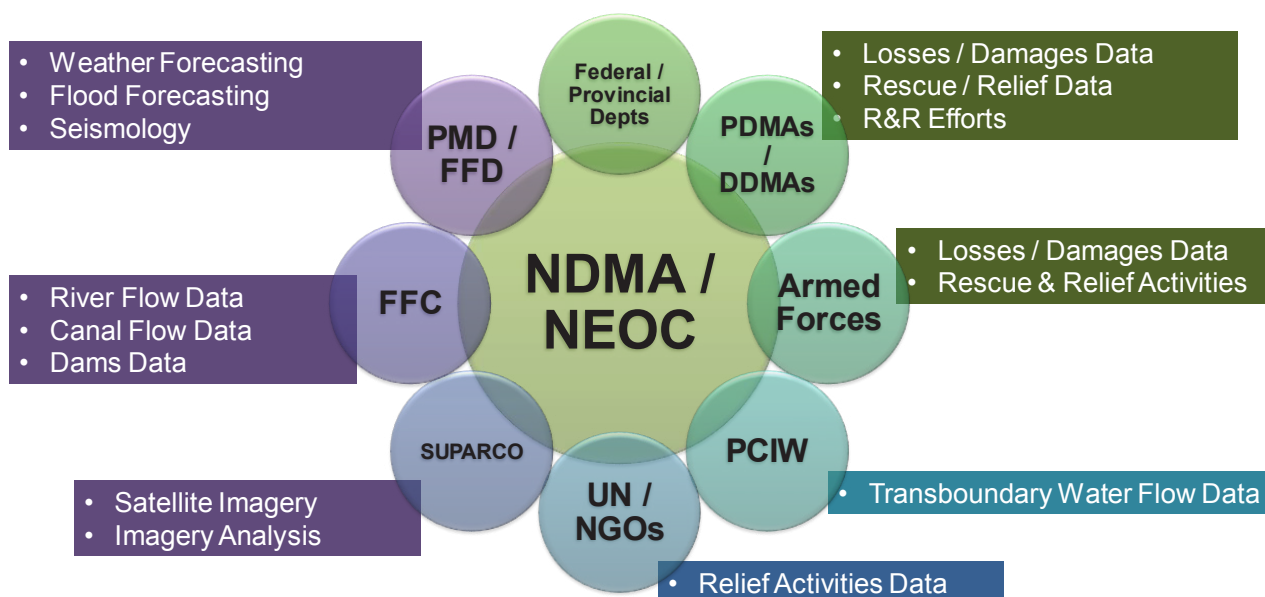 Federal /
Provincial
Depts
• Weather Forecasting
• Flood Forecasting
• Seismology
PMD /
FFD
PDMAs
/
DDMAs
• Losses / Damages Data
• Rescue / Relief Data
• R&R Efforts
NDMA /
NEOC
• River Flow Data
• Canal Flow Data
• Dams Data
FFC
Armed
Forces
• Losses / Damages Data
• Rescue & Relief Activities
SUPARCO
• Satellite Imagery
• Imagery Analysis
UN /
NGOs
• Relief Activities Data
PCIW
• Transboundary Water Flow Data